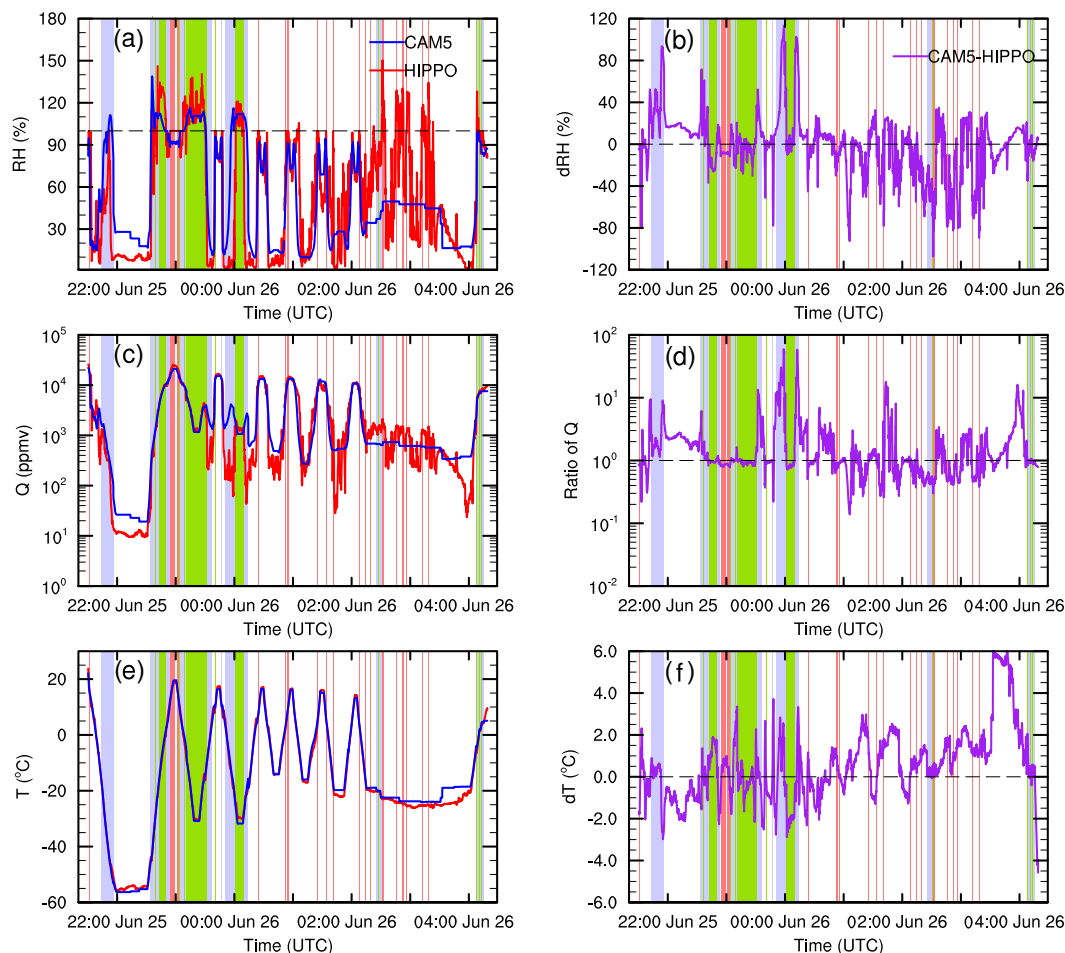 (a)
CAM5
HIPPO
RH (%)
180
150
120
90
60
30
22:00 Jun 25 00:00 Jun 26 02:00 Jun 26 04:00 Jun 26
Time (UTC)
(b)
CAM5-HIPPO
dRH (%)
120
80
40
0
-40
-80
-120
22:00 Jun 25 00:00 Jun 26 02:00 Jun 26 04:00 Jun 26
Time (UTC)
(c)
Q (ppmv)
10^5
10^4
10^3
10^2
10^1
10^0
22:00 Jun 25 00:00 Jun 26 02:00 Jun 26 04:00 Jun 26
Time (UTC)
(d)
Ratio of Q
10^2
10^1
10^0
10^-1
10^-2
22:00 Jun 25 00:00 Jun 26 02:00 Jun 26 04:00 Jun 26
Time (UTC)
(e)
T (°C)
20
0
-20
-40
-60
22:00 Jun 25 00:00 Jun 26 02:00 Jun 26 04:00 Jun 26
Time (UTC)
(f)
dT (°C)
6.0
4.0
2.0
0.0
-2.0
-4.0
-6.0
22:00 Jun 25 00:00 Jun 26 02:00 Jun 26 04:00 Jun 26
Time (UTC)